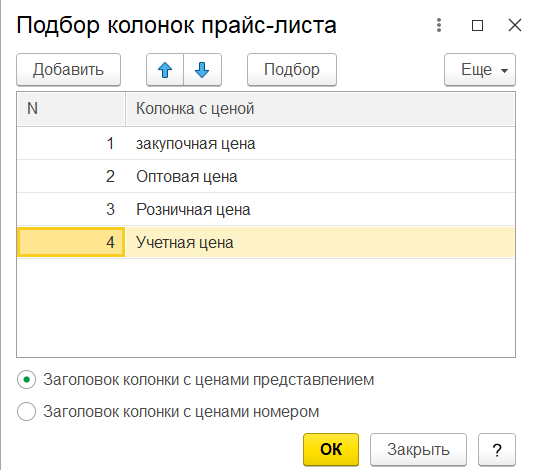 Подбор колонок прайс-листа
Добавить Подбор Еще
N Колонка с ценой
1 закупочная цена
2 Оптовая цена
3 Розничная цена
4 Учетная цена
Заголовок колонки с ценами представлением
Заголовок колонки с ценами номером
ОК Закрыть ?